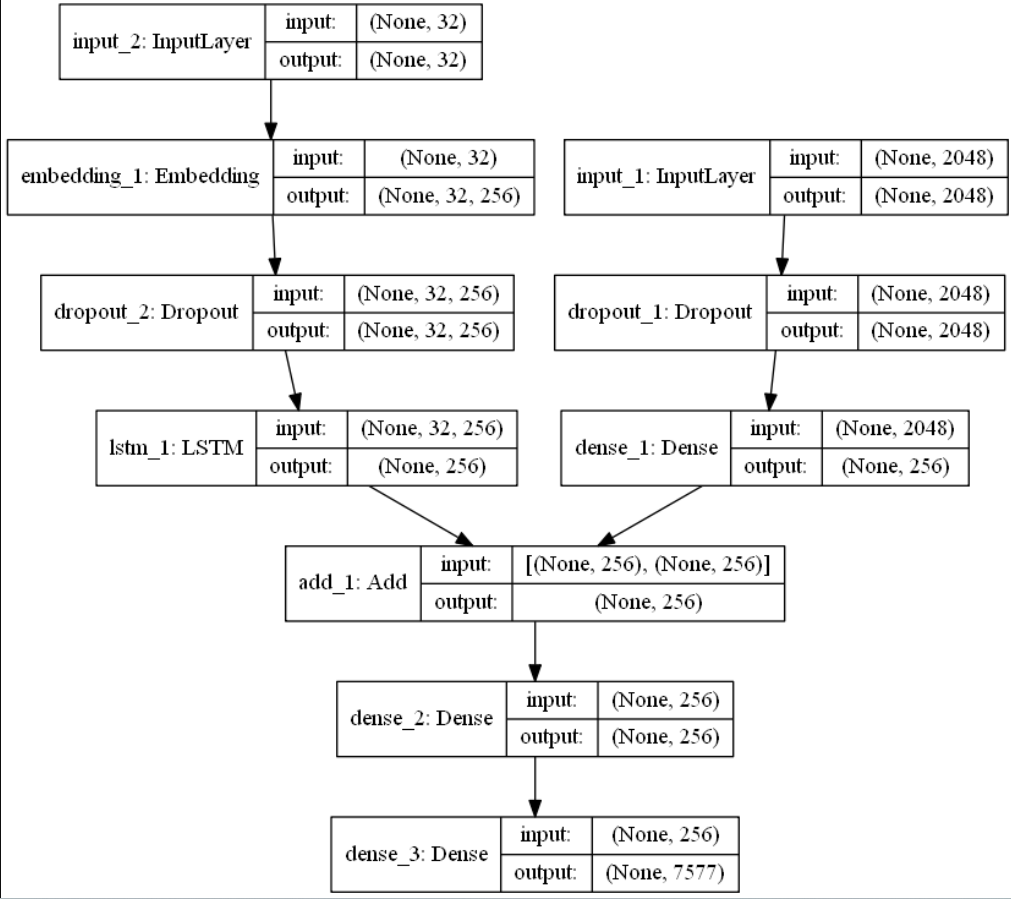 input_2: InputLayer
input: (None, 32)
output: (None, 32)
embedding_1: Embedding
input: (None, 32)
output: (None, 32, 256)
input_1: InputLayer
input: (None, 2048)
output: (None, 2048)
dropout_2: Dropout
input: (None, 32, 256)
output: (None, 32, 256)
dropout_1: Dropout
input: (None, 2048)
output: (None, 2048)
lstm_1: LSTM
input: (None, 32, 256)
output: (None, 256)
dense_1: Dense
input: (None, 2048)
output: (None, 256)
add_1: Add
input: [(None, 256), (None, 256)]
output: (None, 256)
dense_2: Dense
input: (None, 256)
output: (None, 256)
dense_3: Dense
input: (None, 256)
output: (None, 7577)